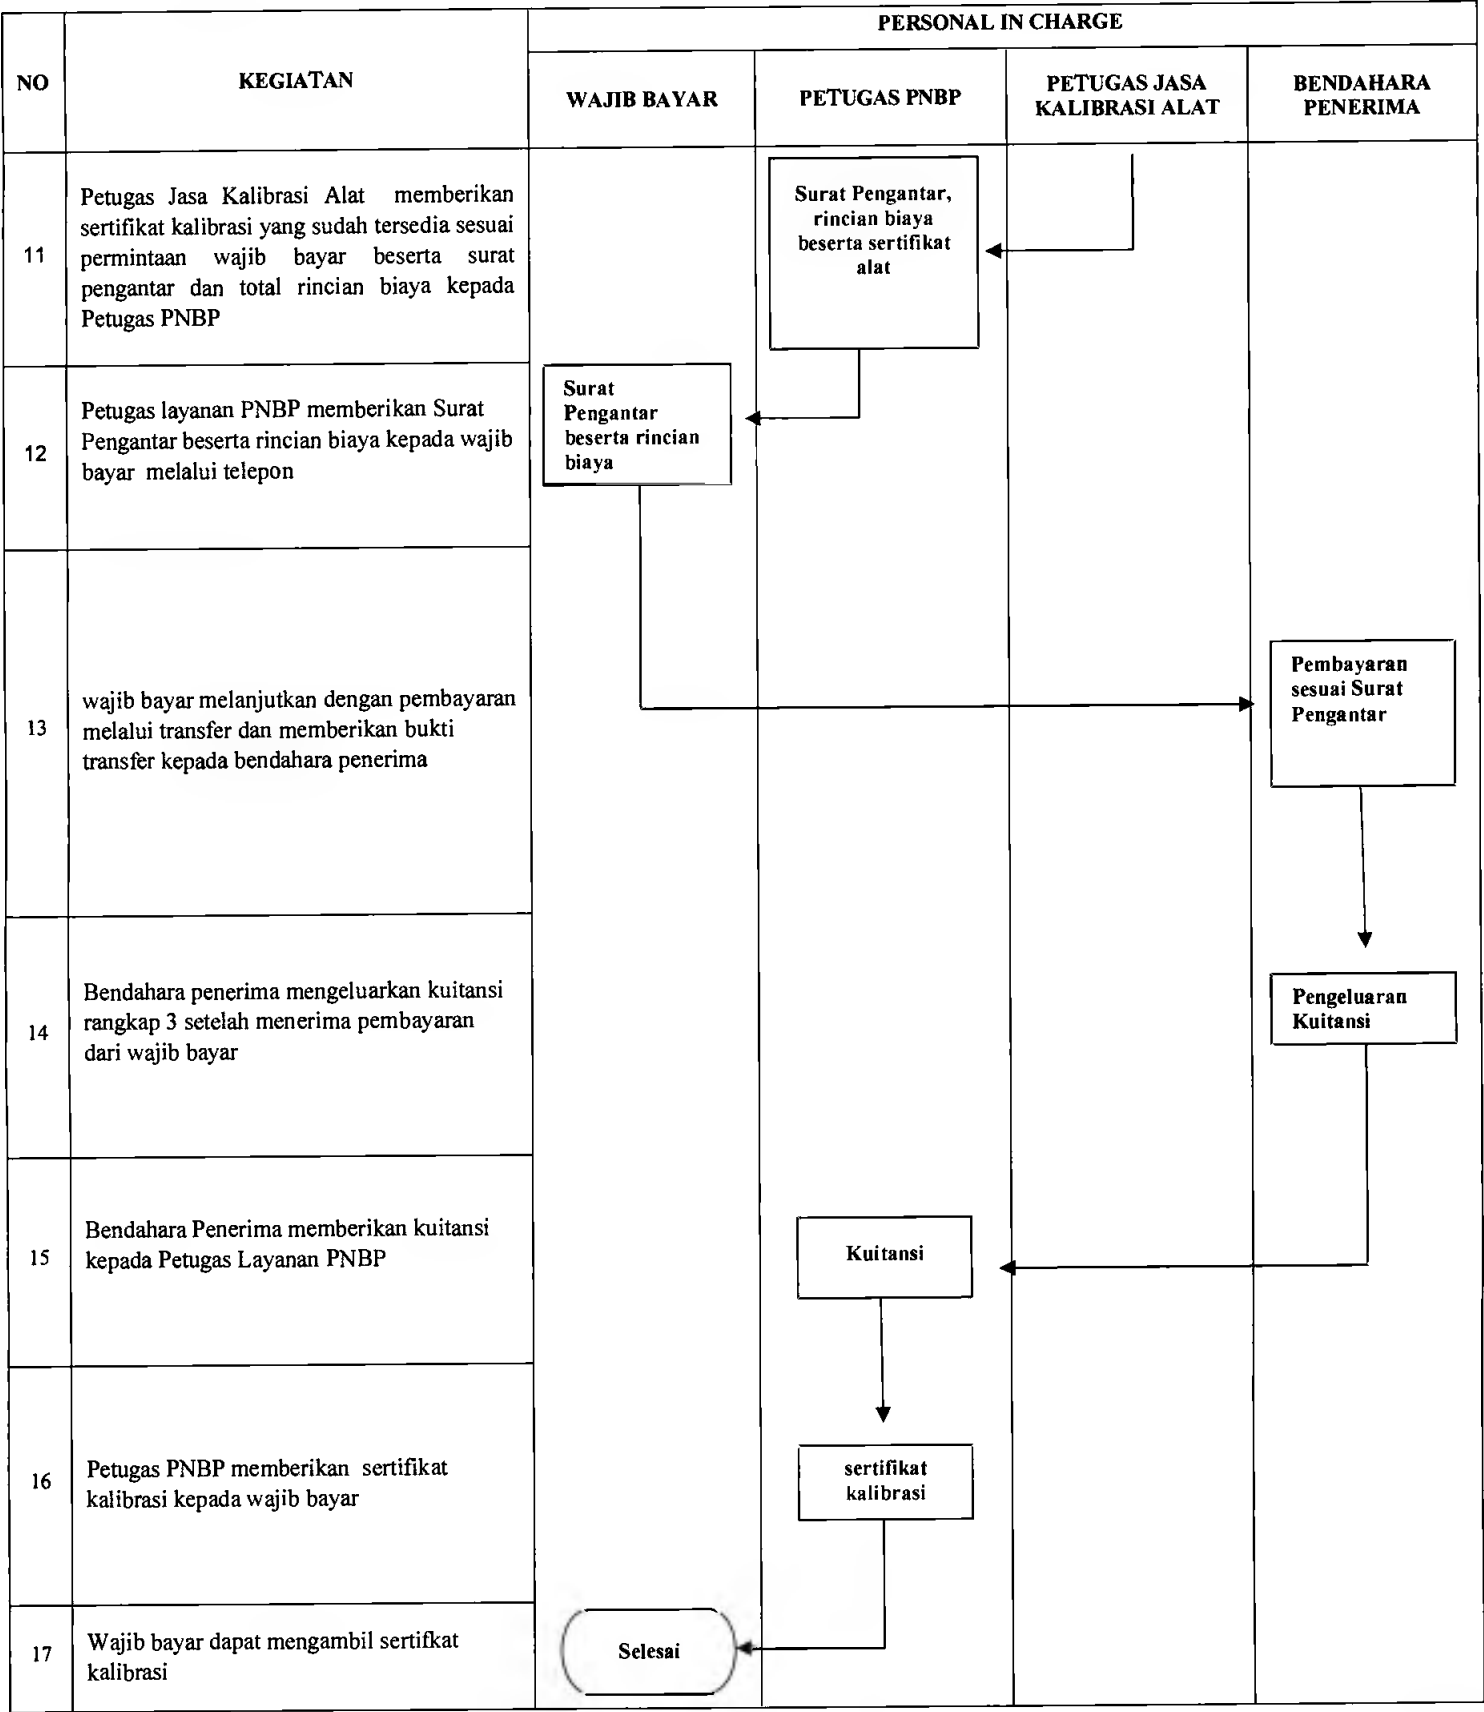 PERSONAL IN CHARGE
NO
KEGIATAN
WAJIB BAYAR
PETUGAS PNBP
PETUGAS JASA
KALIBRASI ALAT
BENDAHARA
PENERIMA
11
Petugas Jasa Kalibrasi Alat memberikan
sertifikat kalibrasi yang sudah tersedia sesuai
permintaan wajib bayar beserta surat
pengantar dan total rincian biaya kepada
Petugas PNBP
Surat Pengantar,
rincian biaya
beserta sertifikat
alat
12
Petugas layanan PNBP memberikan Surat
Pengantar beserta rincian biaya kepada wajib
bayar melalui telepon
Surat
Pengantar
beserta rincian
biaya
13
wajib bayar melanjutkan dengan pembayaran
melalui transfer dan memberikan bukti
transfer kepada bendahara penerima
Pembayaran
sesuai Surat
Pengantar
14
Bendahara penerima mengeluarkan kuitansi
rangkap 3 setelah menerima pembayaran
dari wajib bayar
Pengeluaran
Kuitansi
15
Bendahara Penerima memberikan kuitansi
kepada Petugas Layanan PNBP
Kuitansi
16
Petugas PNBP memberikan sertifikat
kalibrasi kepada wajib bayar
sertifikat
kalibrasi
17
Wajib bayar dapat mengambil sertifkat
kalibrasi
Selesai